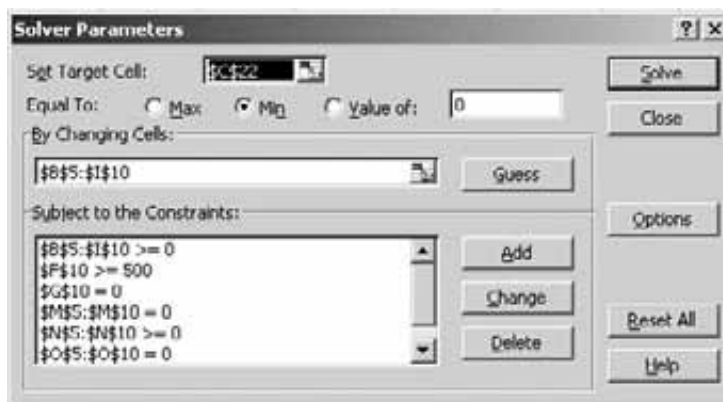 Solver Parameters
Set Target Cell: $C$22 Solve
Equal To: Max Min Value of: 0
Close
By Changing Cells:
$B$5:$I$10 Guess
Subject to the Constraints: Options
$B$5:$I$10 >= 0 Add
$F$10 >= 500
$G$10 = 0 Change
$M$5:$M$10 = 0
$N$5:$N$10 >= 0 Delete Reset All
$O$5:$O$10 = 0
Help